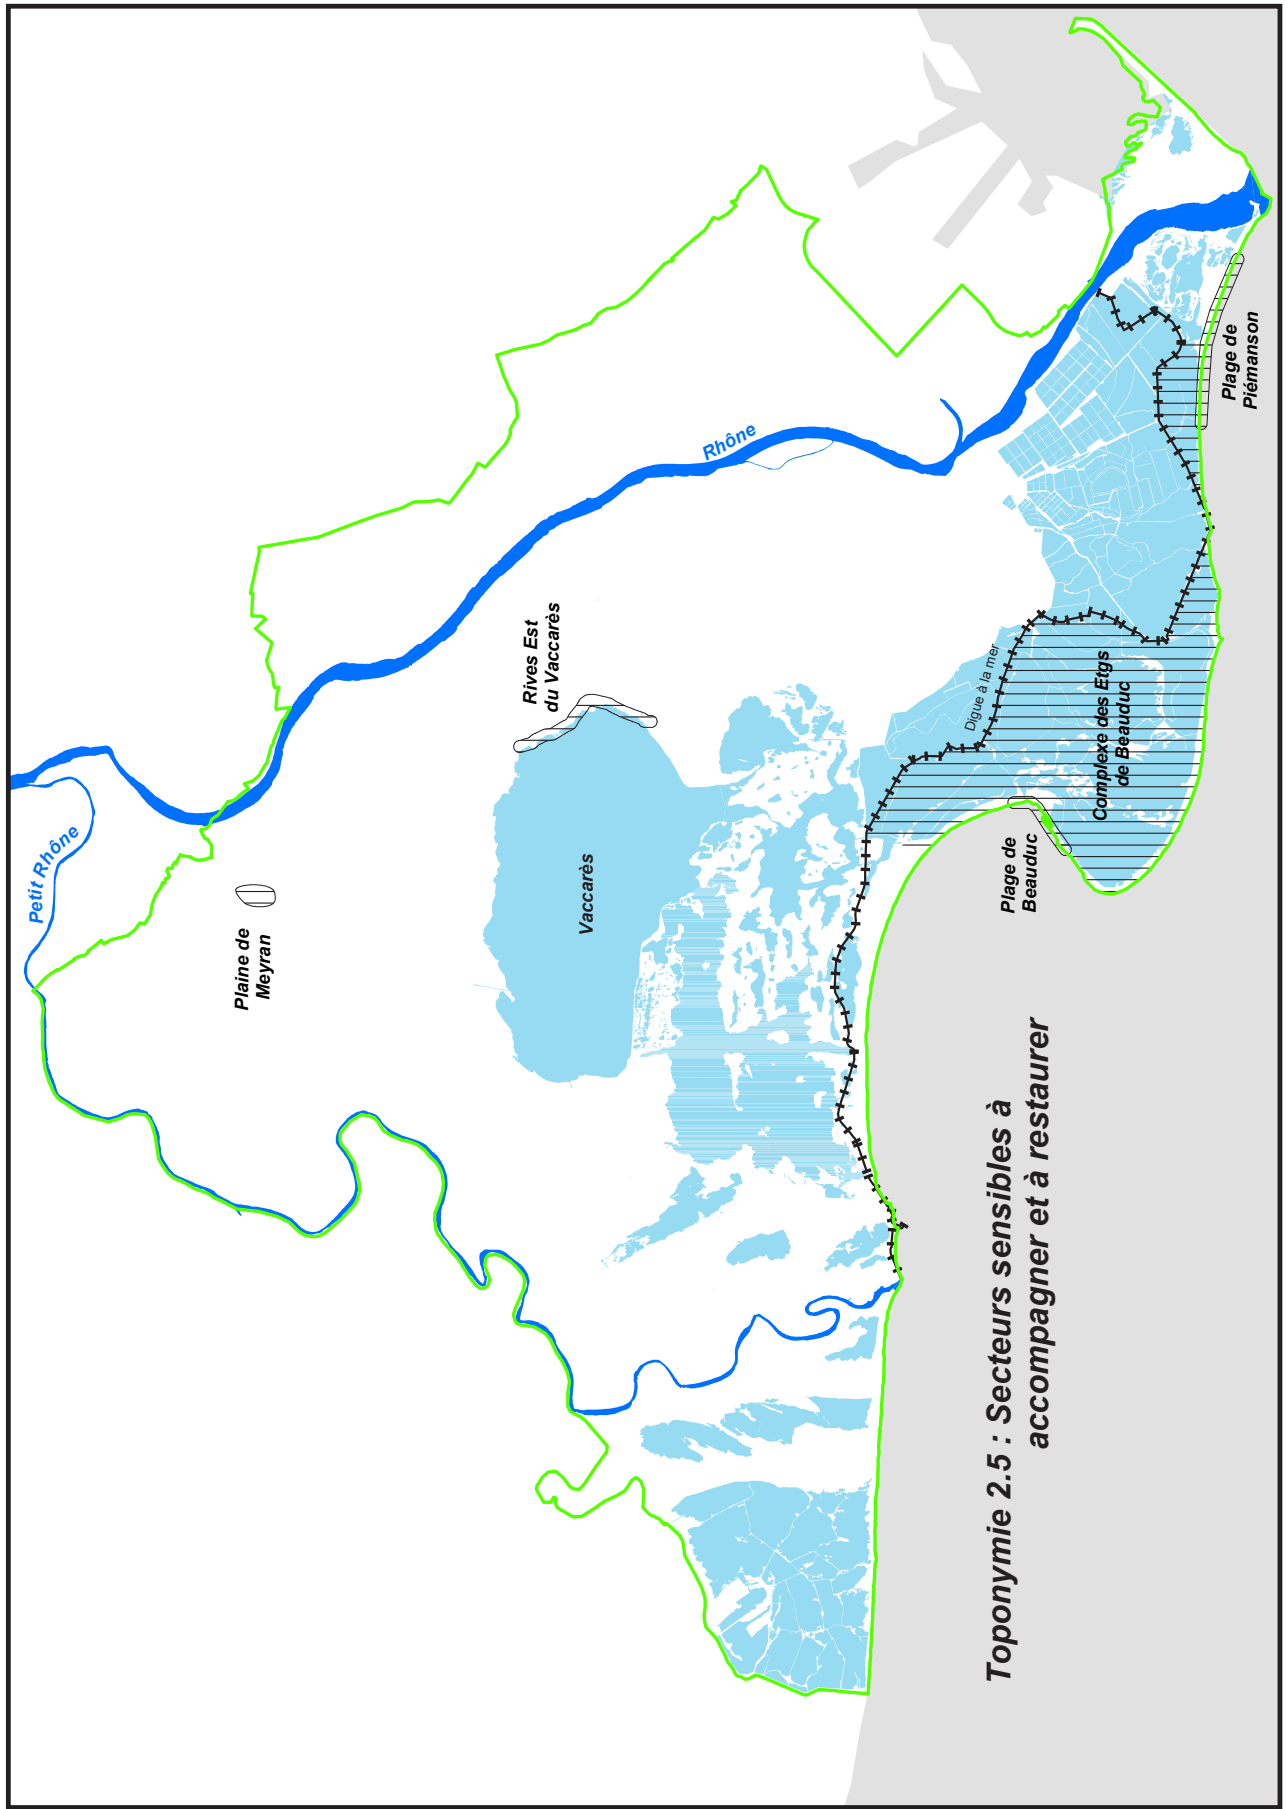 Petit Rhône
Plaine de
Meyran
Rhône
Rives Est
du Vaccarès
Vaccarès
Digue à la mer
Complexe des Etgs
de Beauduc
Plage de
Beauduc
Plage de
Piémanson
Toponymie 2.5 : Secteurs sensibles à
accompagner et à restaurer